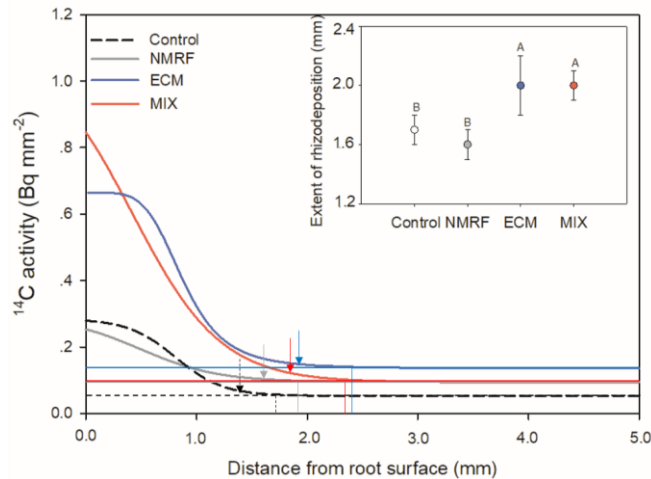 1.2
1.0
.8
.6
.4
.2
0.0
¹⁴C activity (Bq mm⁻²)
Control
NMRF
ECM
MIX
Extent of rhizodeposition (mm)
2.4
2.0
1.6
1.2
B
B
A
A
Control NMRF ECM MIX
0.0 1.0 2.0 3.0 4.0 5.0
Distance from root surface (mm)